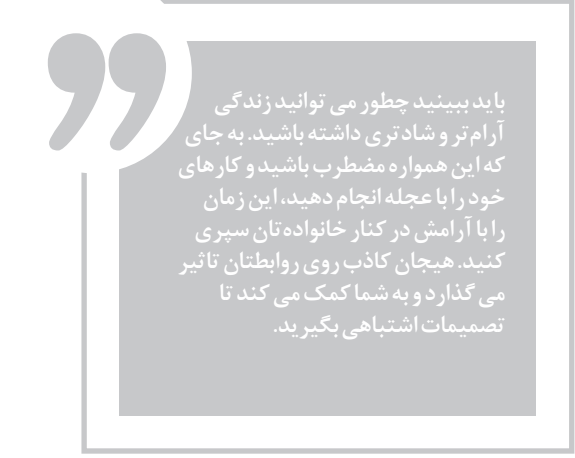 باید ببینید چطور می توانید زندگی
آرام‌تر و شادتری داشته باشید. به جای
که این همواره مضطرب باشید و کارهای
خود را با عجله انجام دهید، این زمان
را با آرامش در کنار خانواده‌تان سپری
کنید. هیجان کاذب روی روابطتان تاثیر
می گذارد و به شما کمک می کند تا
تصمیمات اشتباهی بگیرید.